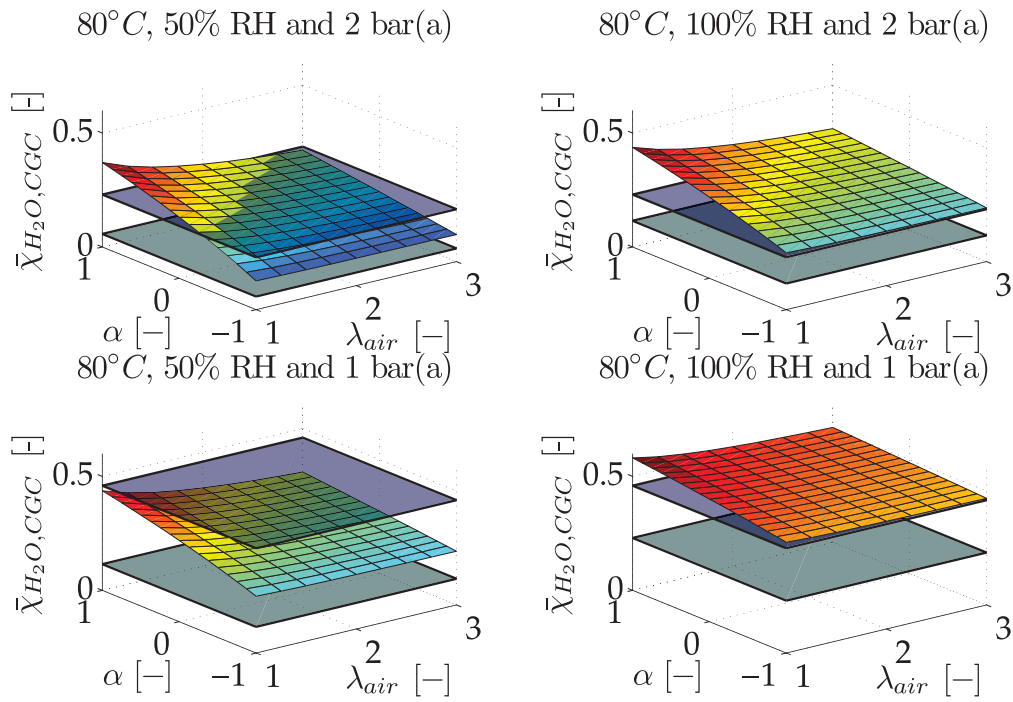 80°C, 50% RH and 2 bar(a)
χ̄H₂O,CGC [-]
0.5
0
1
0
−1
α [−]
1
2
3
λair [−]
80°C, 100% RH and 2 bar(a)
χ̄H₂O,CGC [-]
0.5
0
1
0
−1
α [−]
1
2
3
λair [−]
80°C, 50% RH and 1 bar(a)
χ̄H₂O,CGC [-]
0.5
0
1
0
−1
α [−]
1
2
3
λair [−]
80°C, 100% RH and 1 bar(a)
χ̄H₂O,CGC [-]
0.5
0
1
0
−1
α [−]
1
2
3
λair [−]